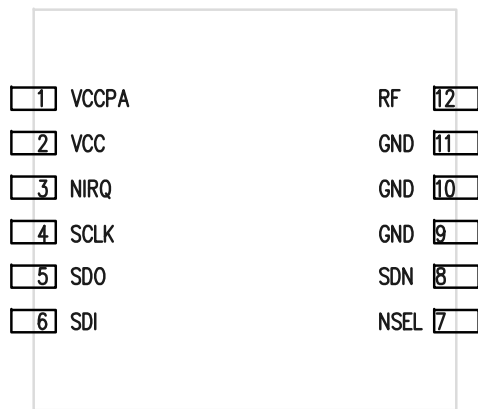 1 VCCPA RF 12
2 VCC GND 11
3 NIRQ GND 10
4 SCLK GND 9
5 SDO SDN 8
6 SDI NSEL 7